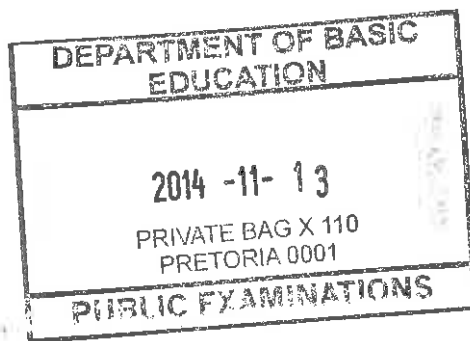 DEPARTMENT OF BASIC
EDUCATION
2014 -11- 13
PRIVATE BAG X 110
PRETORIA 0001
PUBLIC EXAMINATIONS